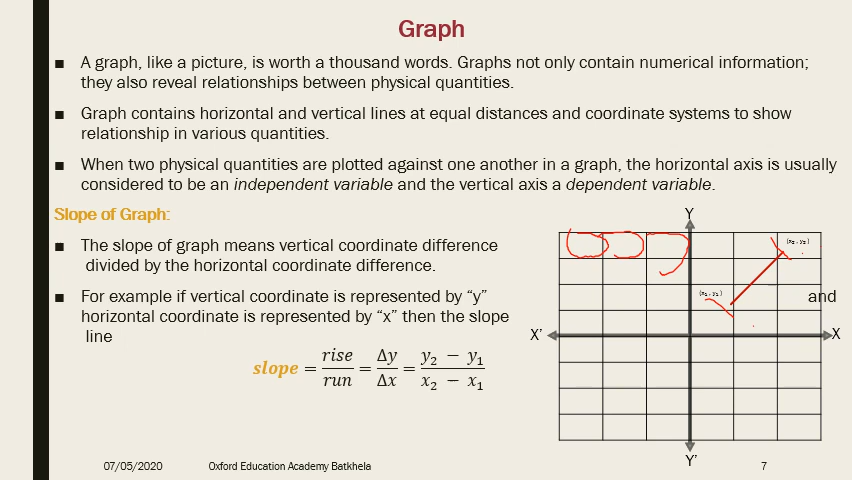 Graph
■ A graph, like a picture, is worth a thousand words. Graphs not only contain numerical information;
they also reveal relationships between physical quantities.
■ Graph contains horizontal and vertical lines at equal distances and coordinate systems to show
relationship in various quantities.
■ When two physical quantities are plotted against one another in a graph, the horizontal axis is usually
considered to be an independent variable and the vertical axis a dependent variable.
Slope of Graph:
■ The slope of graph means vertical coordinate difference
divided by the horizontal coordinate difference.
■ For example if vertical coordinate is represented by “y” and
horizontal coordinate is represented by “x” then the slope
line
slope = rise/run = Δy/Δx = (y₂ − y₁)/(x₂ − x₁)
Y
(x₂ , y₂)
(x₁ , y₁)
X’ X
Y’
07/05/2020 Oxford Education Academy Batkhela 7